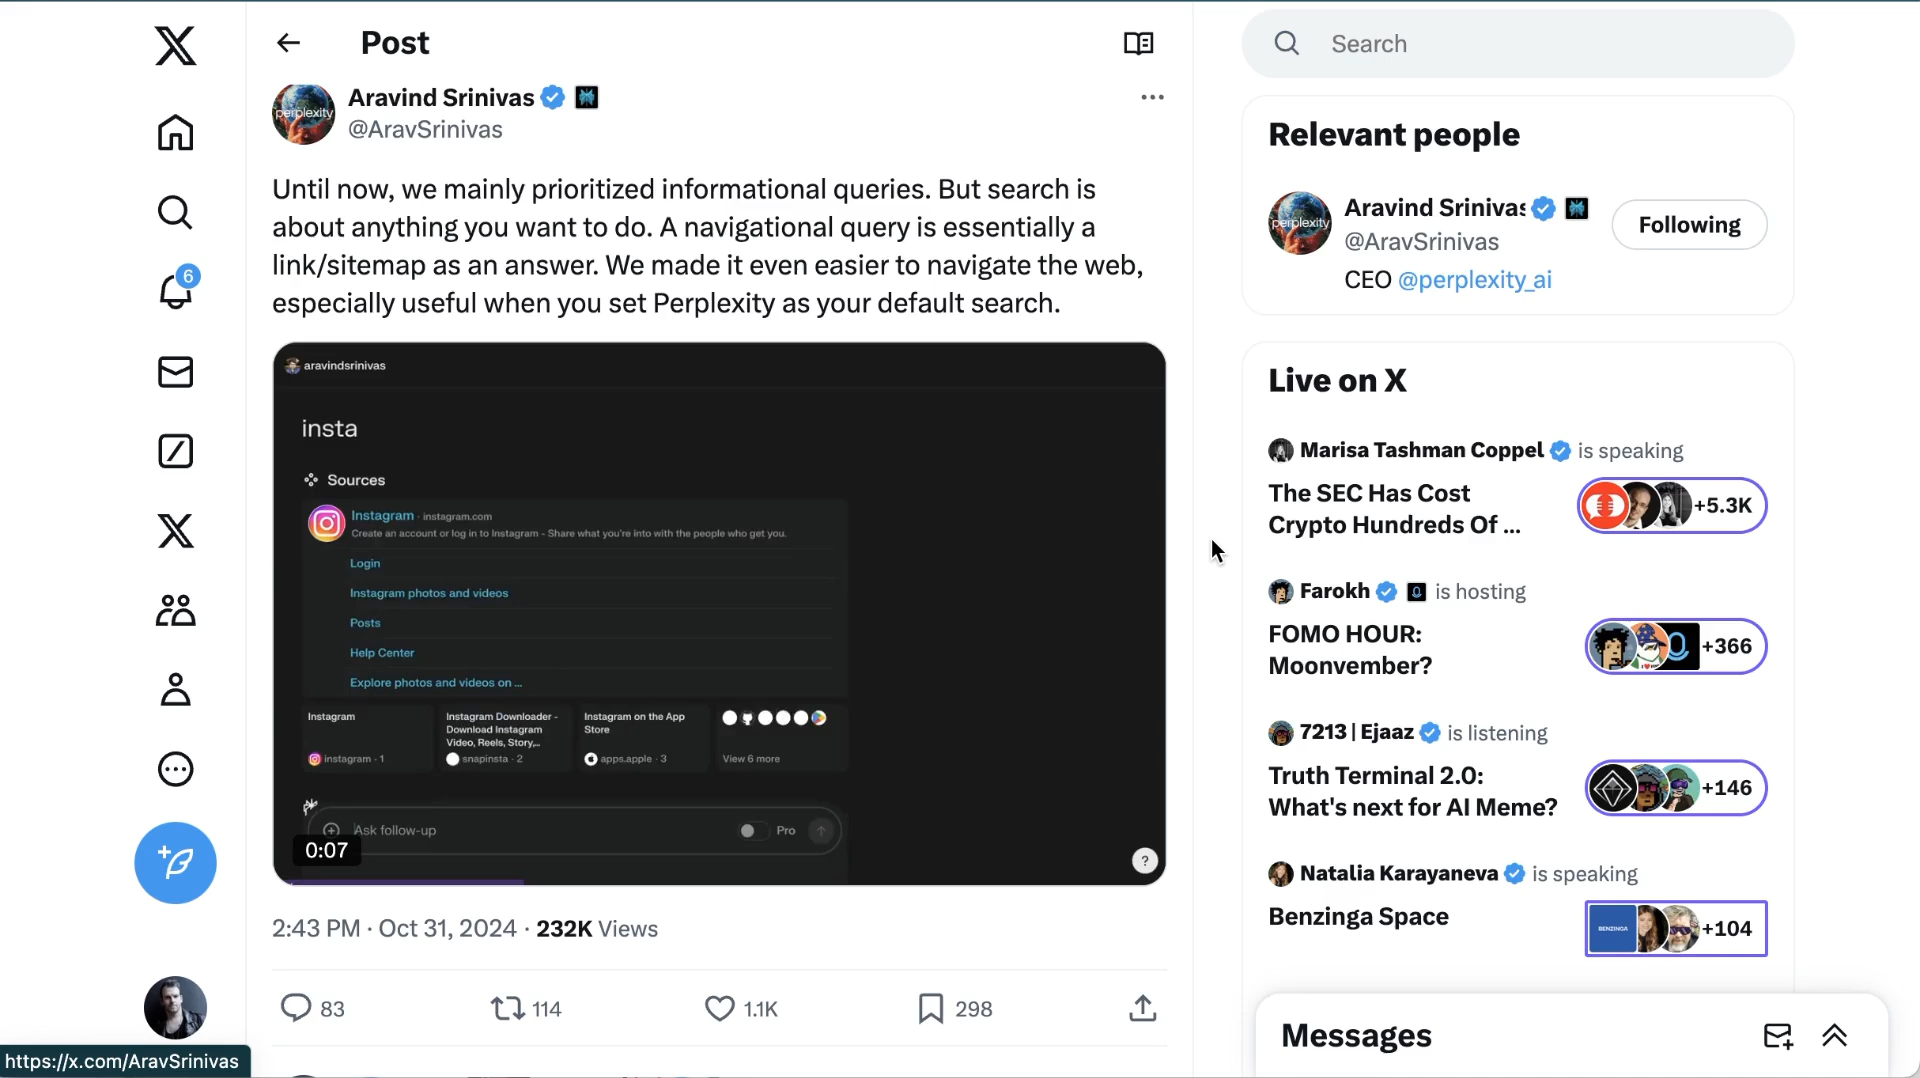 Post
Search
perplexity
Aravind Srinivas
@AravSrinivas
Until now, we mainly prioritized informational queries. But search is
about anything you want to do. A navigational query is essentially a
link/sitemap as an answer. We made it even easier to navigate the web,
especially useful when you set Perplexity as your default search.
aravindsrinivas
insta
Sources
Instagram · instagram.com
Create an account or log in to Instagram - Share what you're into with the people who get you.
Login
Instagram photos and videos
Posts
Help Center
Explore photos and videos on ...
Instagram
instagram · 1
Instagram Downloader -
Download Instagram
Video, Reels, Story,...
snapinsta · 2
Instagram on the App
Store
apps.apple · 3
View 6 more
Ask follow-up
Pro
0:07
?
2:43 PM · Oct 31, 2024 · 232K Views
83
114
1.1K
298
6
https://x.com/AravSrinivas
Relevant people
perplexity
Aravind Srinivas
@AravSrinivas
Following
CEO @perplexity_ai
Live on X
Marisa Tashman Coppel is speaking
The SEC Has Cost
Crypto Hundreds Of ...
+5.3K
Farokh is hosting
FOMO HOUR:
Moonvember?
+366
7213 | Ejaaz is listening
Truth Terminal 2.0:
What's next for AI Meme?
+146
Natalia Karayaneva is speaking
Benzinga Space
BENZINGA
+104
Messages